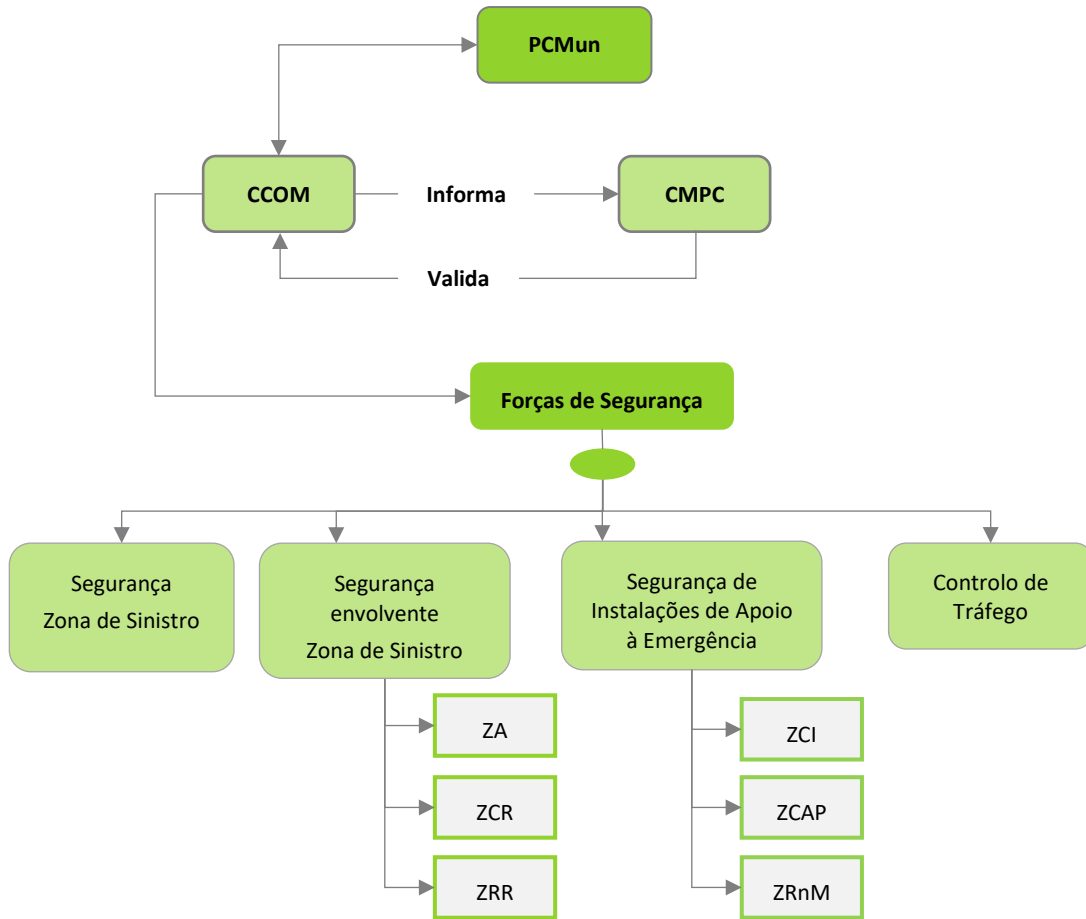 PCMun
CCOM
Informa
CMPC
Valida
Forças de Segurança
Segurança
Zona de Sinistro
Segurança
envolvente
Zona de Sinistro
Segurança de
Instalações de Apoio
à Emergência
Controlo de
Tráfego
ZA
ZCR
ZRR
ZCI
ZCAP
ZRnM